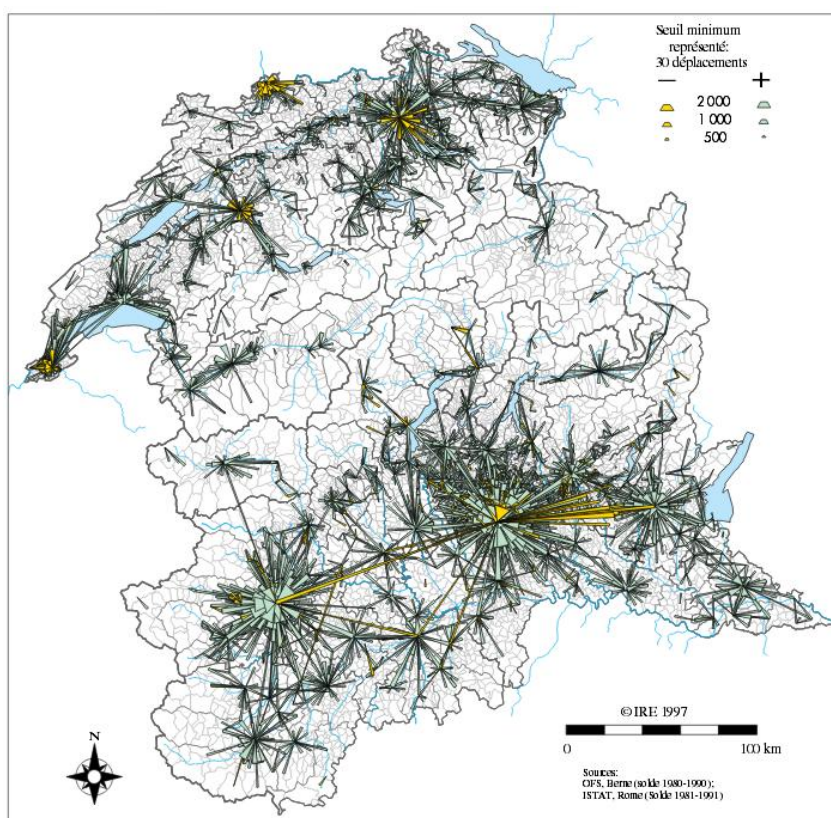 Seuil minimum
représenté:
30 déplacements
— +
2 000
1 000
500
N
© IRE 1997
0 100 km
Sources:
OFS, Berne (solde 1980-1990);
ISTAT, Rome (Solde 1981-1991)